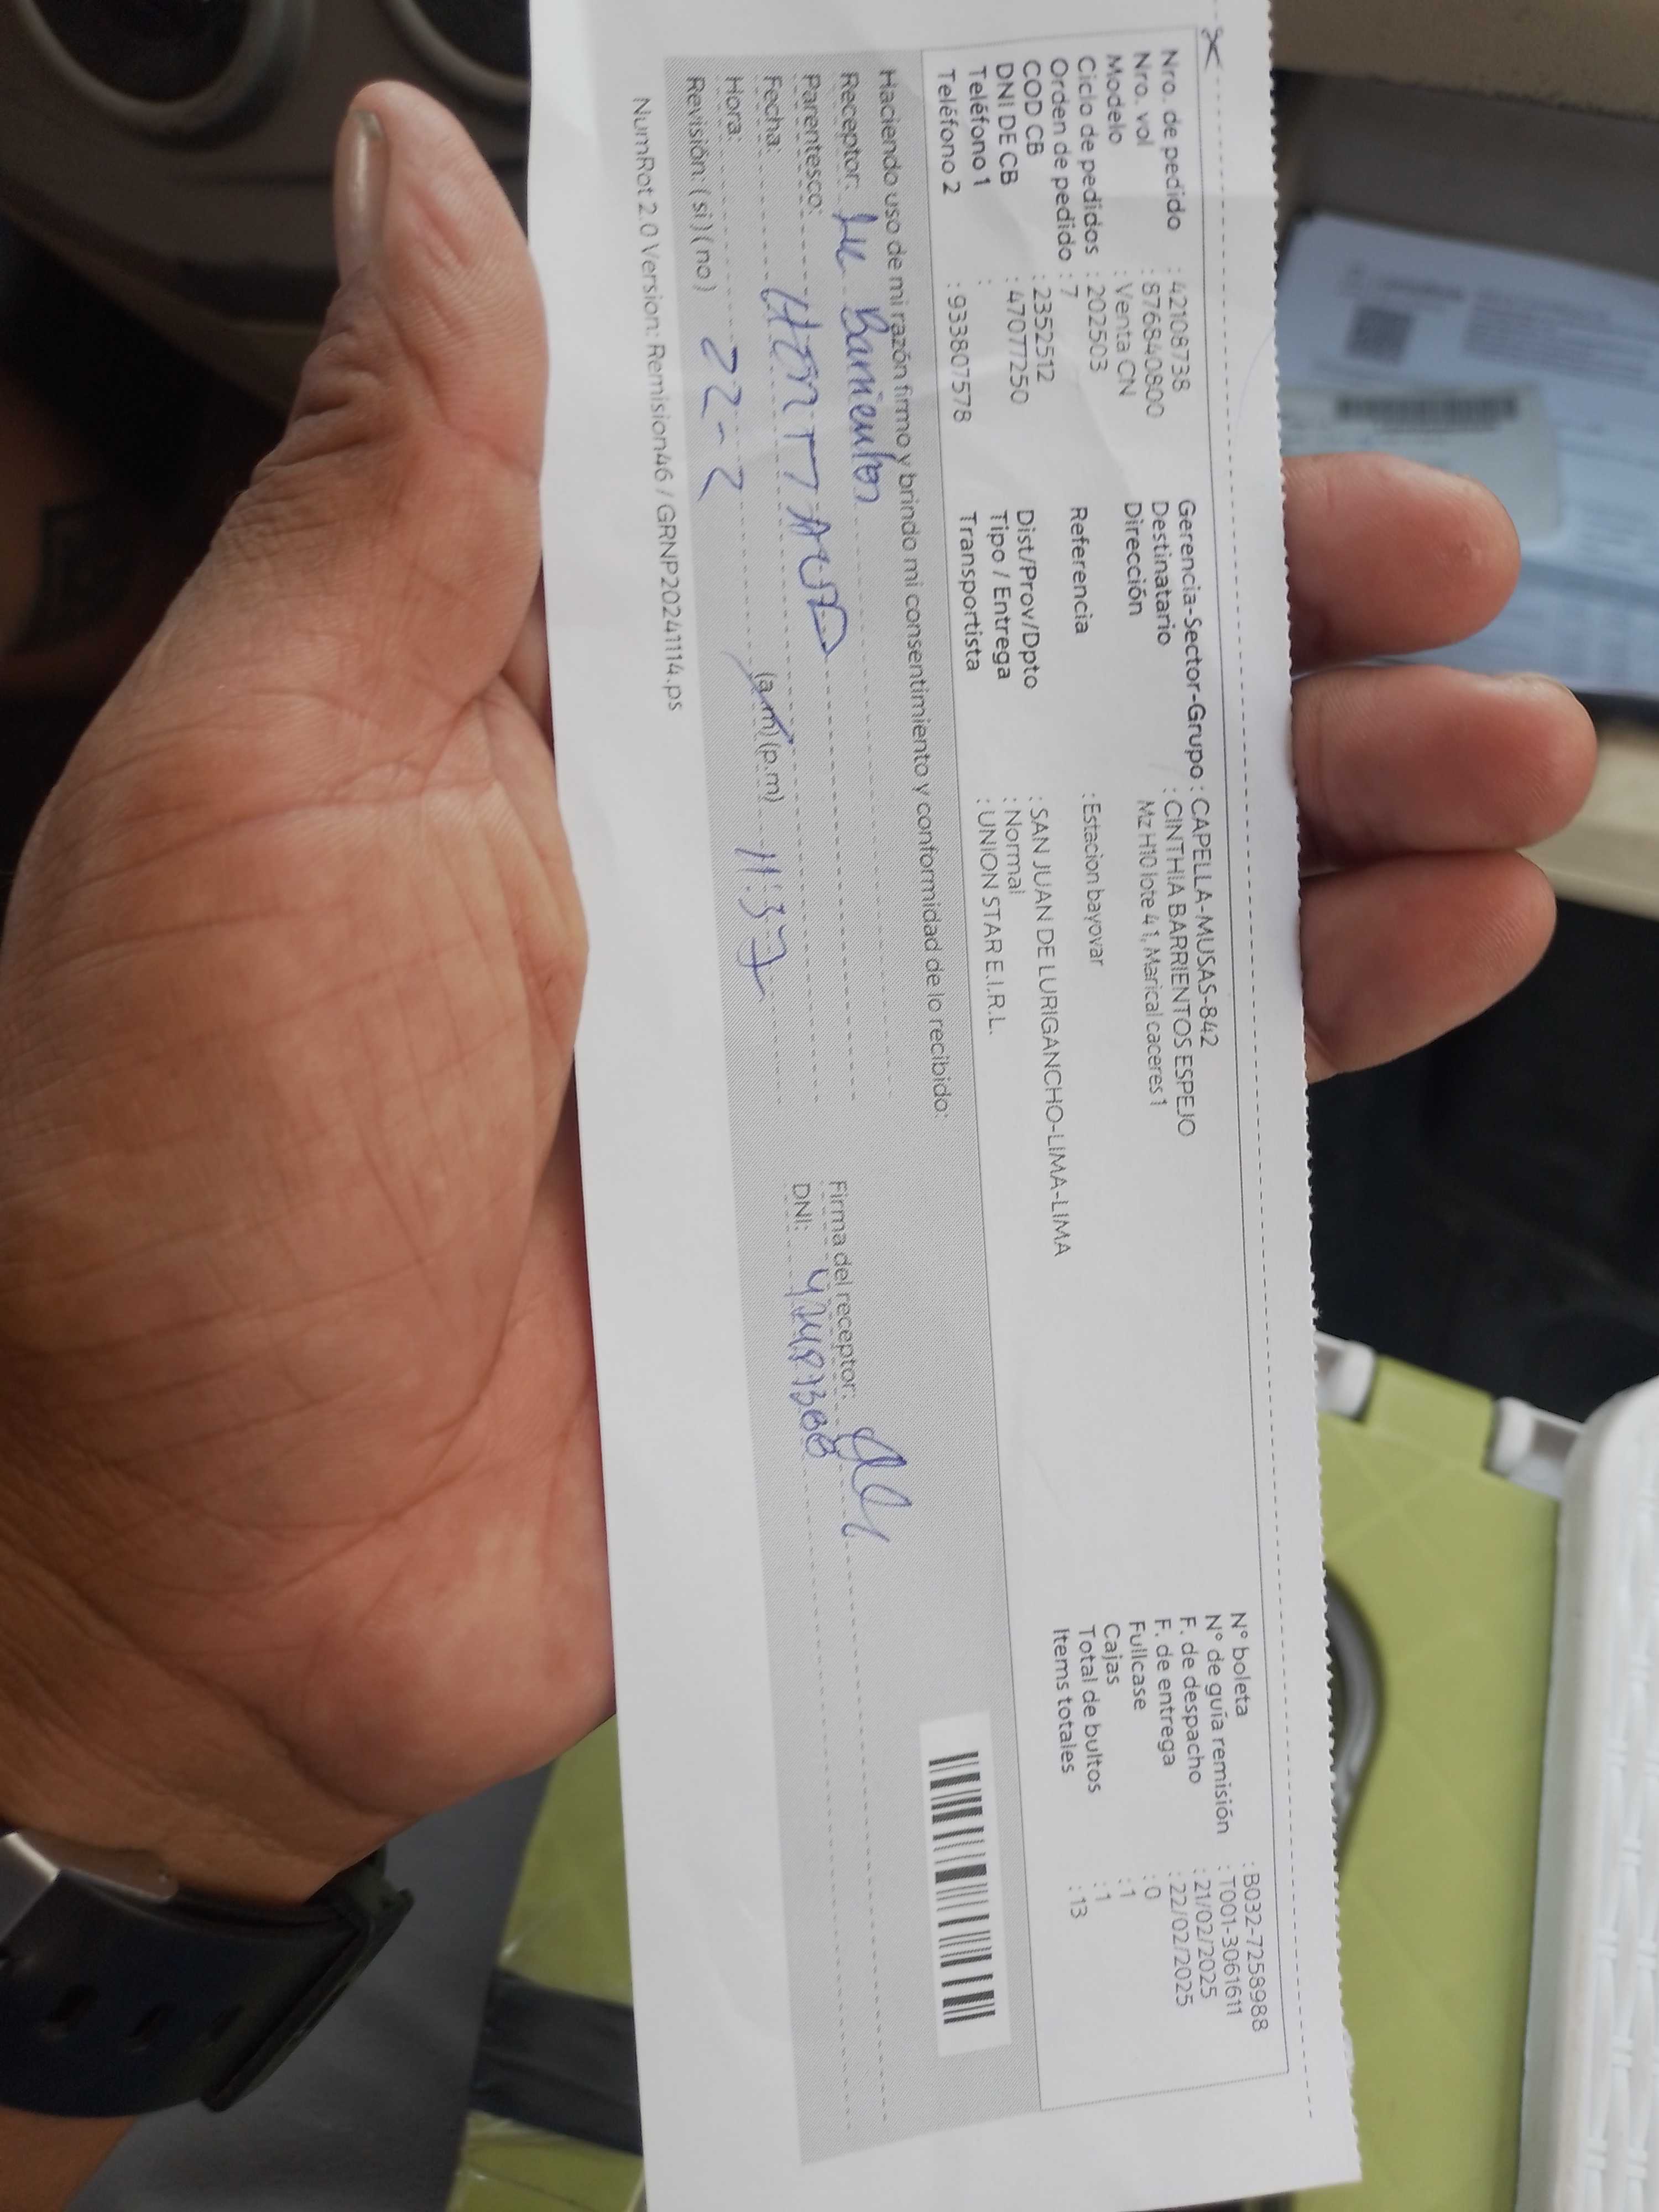 Nro. de pedido : 42108738
Nro. vol : 876840800
Modelo : Venta CN
Ciclo de pedidos : 202503
Orden de pedido : 7
COD CB : 2352512
DNI DE CB : 47077250
Teléfono 1 :
Teléfono 2 : 933807578
Gerencia-Sector-Grupo : CAPELLA-MUSAS-842
Destinatario : CINTHIA BARRIENTOS ESPEJO
Dirección Mz H10 lote 4 1, Marical caceres 1
Referencia : Estacion bayovar
Dist/Prov/Dpto : SAN JUAN DE LURIGANCHO-LIMA-LIMA
Tipo / Entrega : Normal
Transportista : UNION STAR E.I.R.L.
N° boleta : B032-7258988
N° de guía remisión : T001-3061611
F. de despacho : 21/02/2025
F. de entrega : 22/02/2025
Fullcase : 0
Cajas : 1
Total de bultos : 1
Items totales : 13
Haciendo uso de mi razón firmo y brindo mi consentimiento y conformidad de lo recibido:
Receptor: Barrientos
Parentesco:
Fecha: 22-2
Hora: (a.m) (p.m) 11:37
Revisión: ( si ) ( no )
Firma del receptor:
DNI:
NumRot 2.0 Version: Remision46 / GRNP20241114.ps